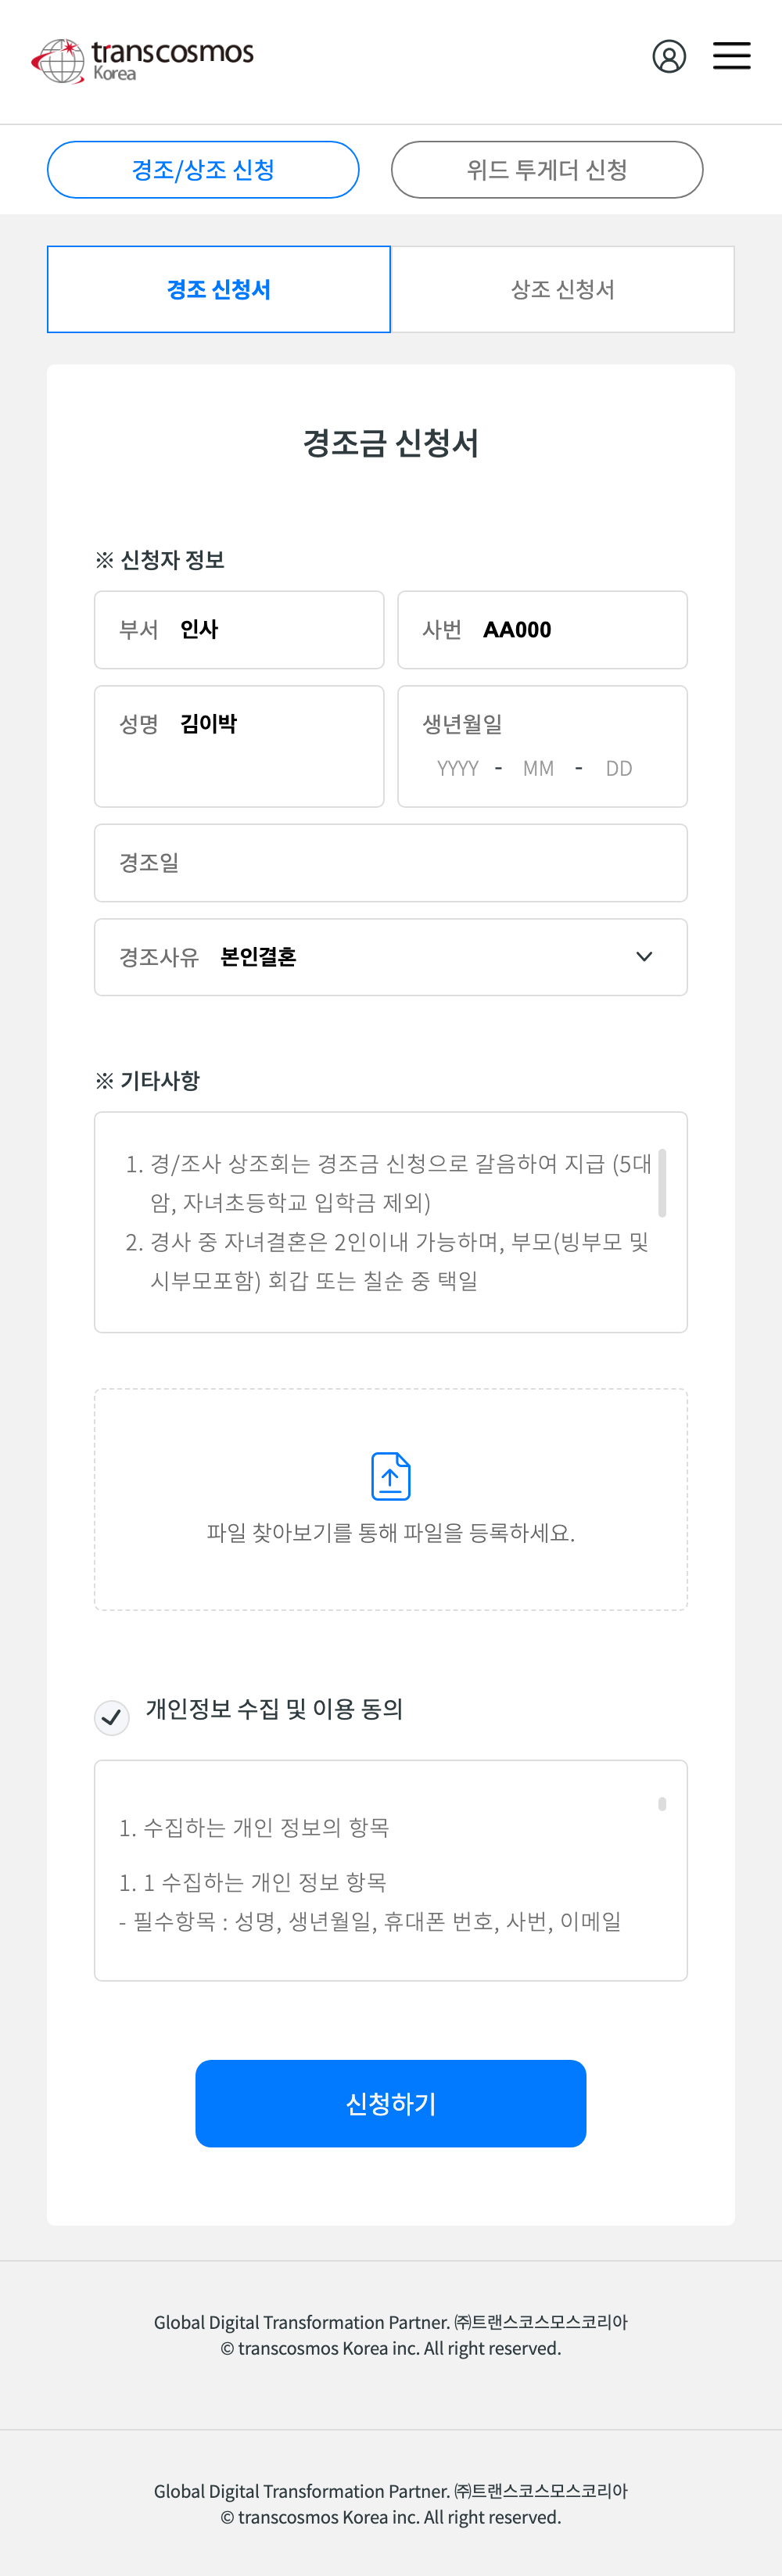 transcosmos
Korea
경조/상조 신청
위드 투게더 신청
경조 신청서
상조 신청서
경조금 신청서
※ 신청자 정보
부서 인사
사번 AA000
성명 김이박
생년월일
YYYY - MM - DD
경조일
경조사유 본인결혼
※ 기타사항
1. 경/조사 상조회는 경조금 신청으로 갈음하여 지급 (5대
암, 자녀초등학교 입학금 제외)
2. 경사 중 자녀결혼은 2인이내 가능하며, 부모(빙부모 및
시부모포함) 회갑 또는 칠순 중 택일
파일 찾아보기를 통해 파일을 등록하세요.
개인정보 수집 및 이용 동의
1. 수집하는 개인 정보의 항목
1. 1 수집하는 개인 정보 항목
- 필수항목 : 성명, 생년월일, 휴대폰 번호, 사번, 이메일
신청하기
Global Digital Transformation Partner. ㈜트랜스코스모스코리아
© transcosmos Korea inc. All right reserved.
Global Digital Transformation Partner. ㈜트랜스코스모스코리아
© transcosmos Korea inc. All right reserved.